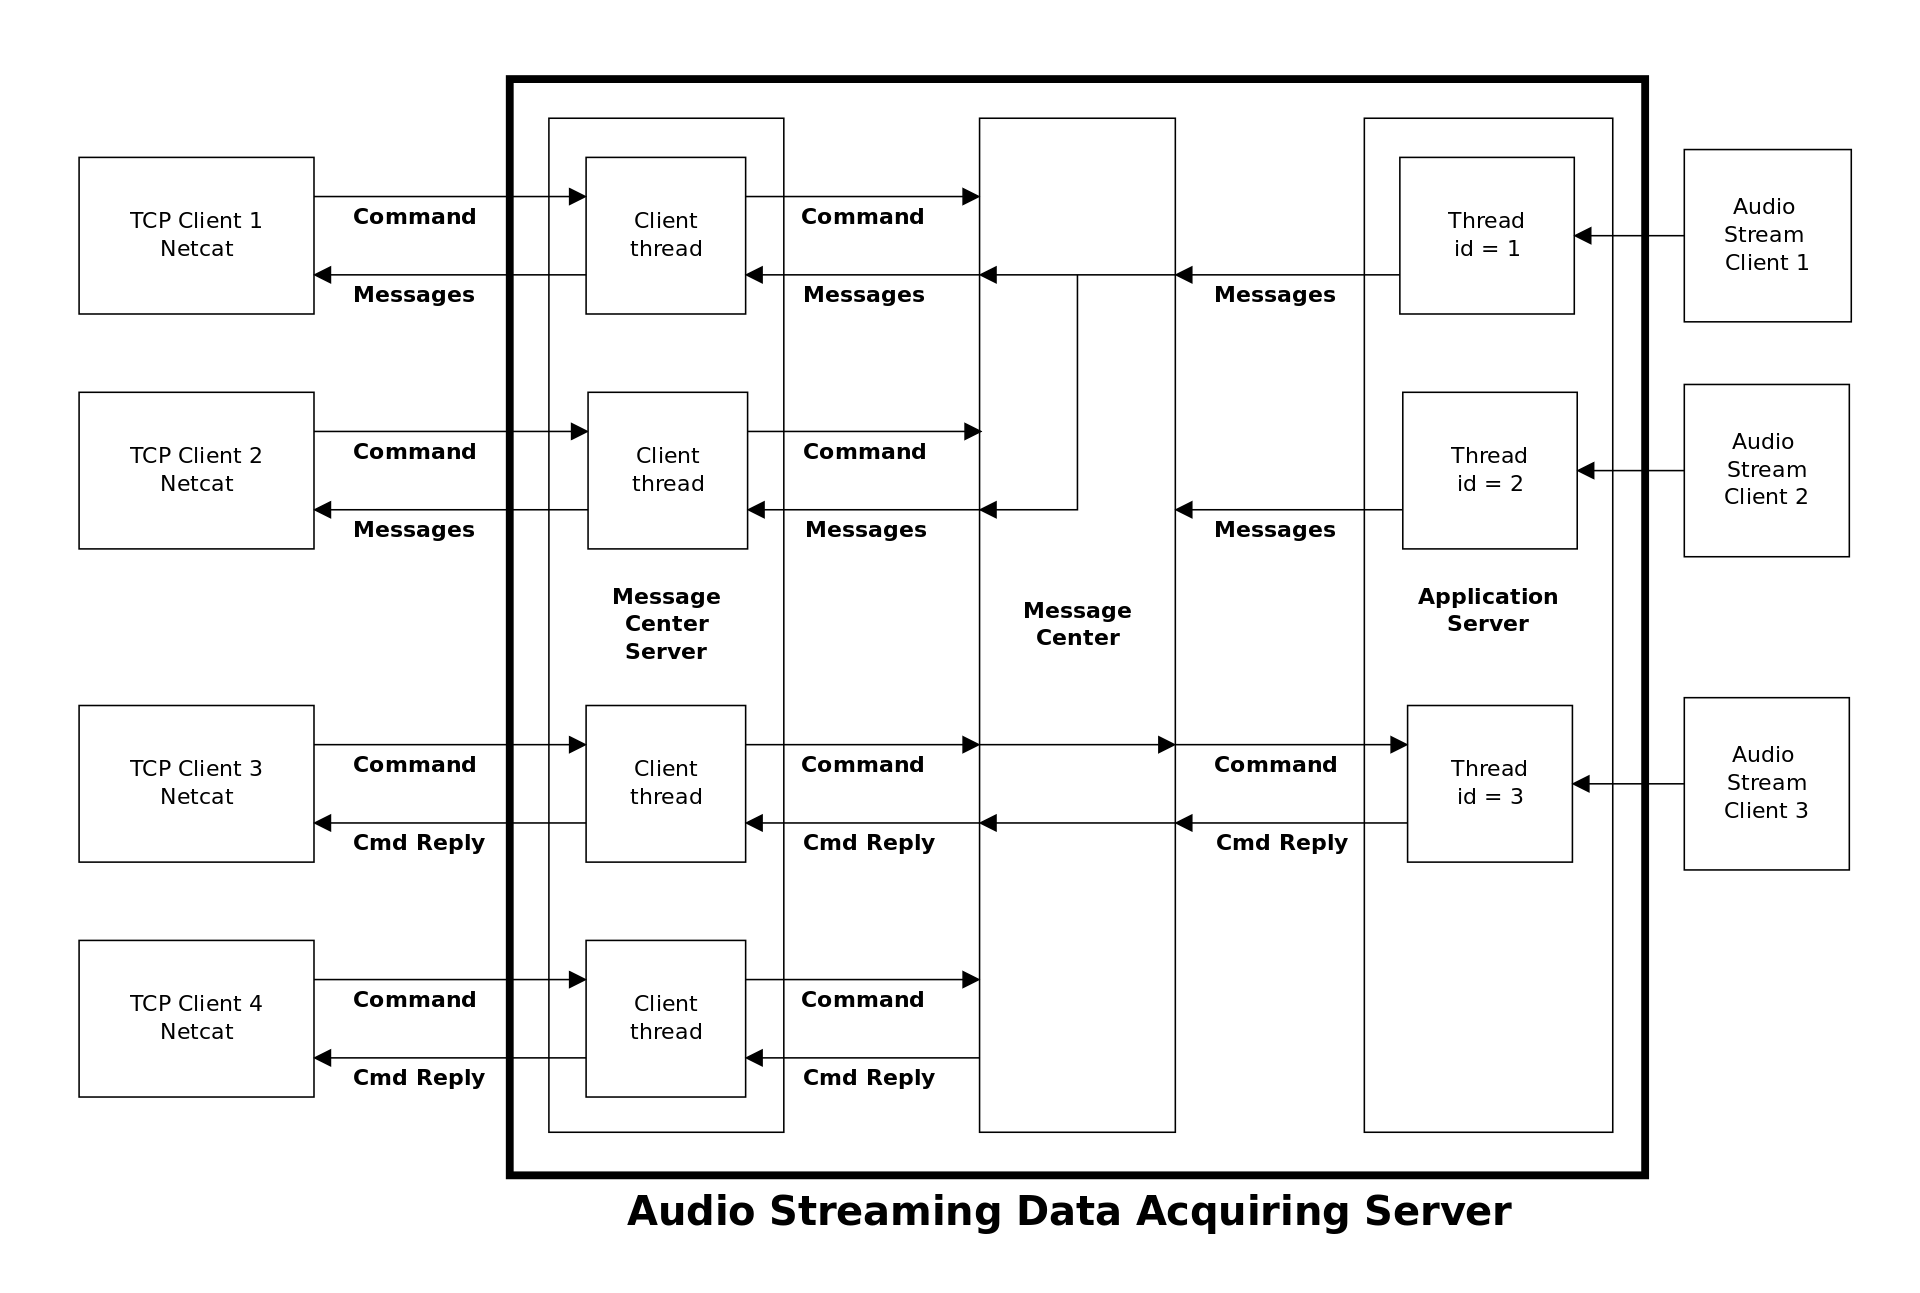 TCP Client 1
Netcat
Command
Messages
Client
thread
Command
Messages
Messages
Thread
id = 1
Audio
Stream
Client 1
TCP Client 2
Netcat
Command
Messages
Client
thread
Command
Messages
Messages
Thread
id = 2
Audio
Stream
Client 2
Message
Center
Server
Message
Center
Application
Server
TCP Client 3
Netcat
Command
Cmd Reply
Client
thread
Command
Cmd Reply
Command
Cmd Reply
Thread
id = 3
Audio
Stream
Client 3
TCP Client 4
Netcat
Command
Cmd Reply
Client
thread
Command
Cmd Reply
Audio Streaming Data Acquiring Server